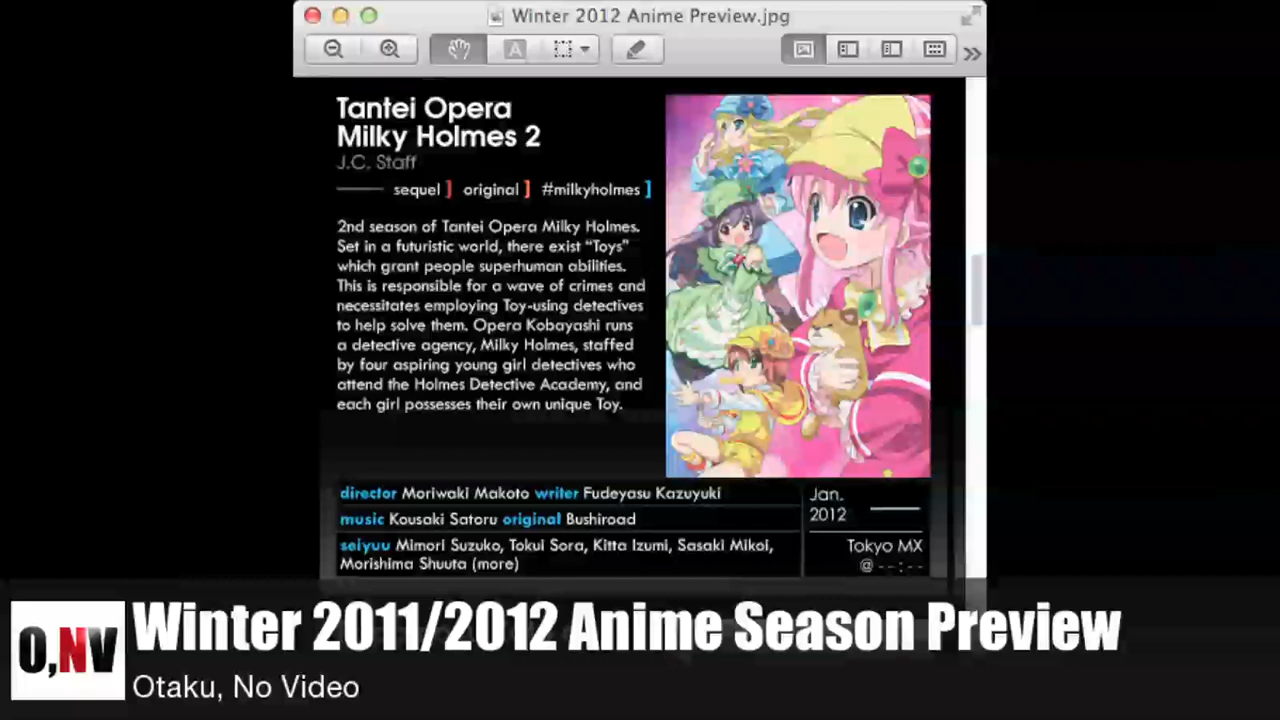 Winter 2012 Anime Preview.jpg
A
Tantei Opera
Milky Holmes 2
J.C. Staff
sequel ] original ] #milkyholmes ]
2nd season of Tantei Opera Milky Holmes.
Set in a futuristic world, there exist “Toys”
which grant people superhuman abilities.
This is responsible for a wave of crimes and
necessitates employing Toy-using detectives
to help solve them. Opera Kobayashi runs
a detective agency, Milky Holmes, staffed
by four aspiring young girl detectives who
attend the Holmes Detective Academy, and
each girl possesses their own unique Toy.
director Moriwaki Makoto writer Fudeyasu Kazuyuki
music Kousaki Satoru original Bushiroad
seiyuu Mimori Suzuko, Tokui Sora, Kitta Izumi, Sasaki Mikoi,
Morishima Shuuta (more)
Jan.
2012
Tokyo MX
@ --:--
O,NV
Winter 2011/2012 Anime Season Preview
Otaku, No Video